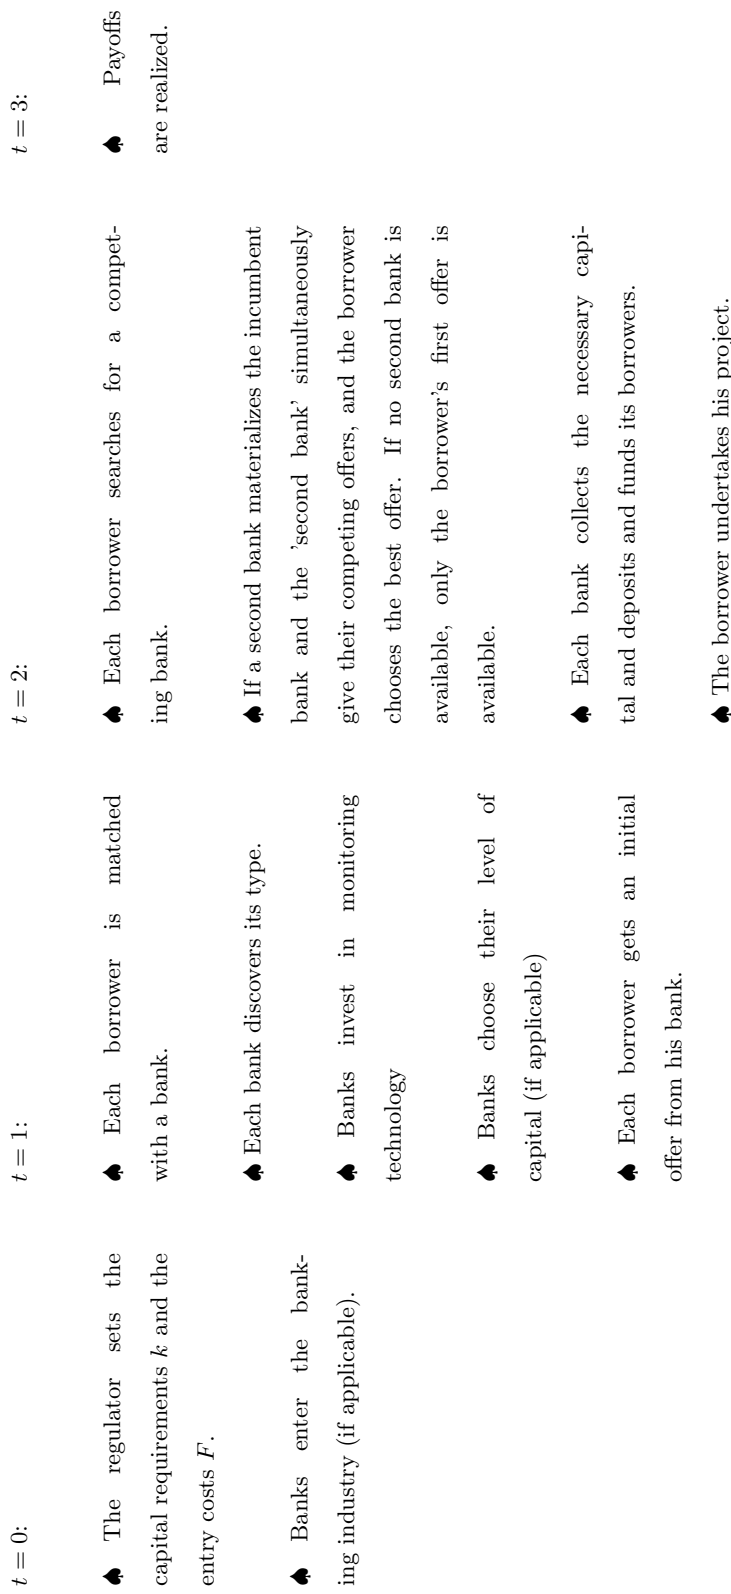 t = 0:
♠ The regulator sets the
capital requirements k and the
entry costs F.
♠ Banks enter the bank-
ing industry (if applicable).
t = 1:
♠ Each borrower is matched
with a bank.
♠ Each bank discovers its type.
♠ Banks invest in monitoring
technology
♠ Banks choose their level of
capital (if applicable)
♠ Each borrower gets an initial
offer from his bank.
t = 2:
♠ Each borrower searches for a compet-
ing bank.
♠ If a second bank materializes the incumbent
bank and the 'second bank' simultaneously
give their competing offers, and the borrower
chooses the best offer. If no second bank is
available, only the borrower's first offer is
available.
♠ Each bank collects the necessary capi-
tal and deposits and funds its borrowers.
♠ The borrower undertakes his project.
t = 3:
♠ Payoffs
are realized.